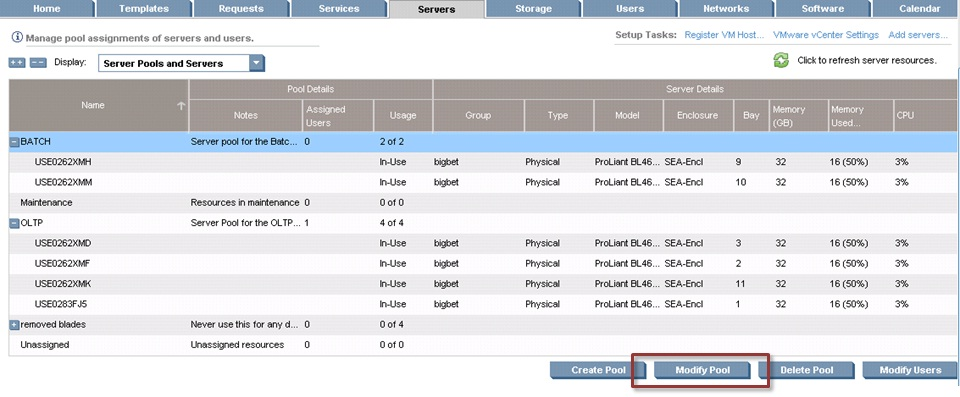 Home Templates Requests Services Servers Storage Users Networks Software Calendar
Manage pool assignments of servers and users. Setup Tasks: Register VM Host... VMware vCenter Settings Add servers...
Display: Server Pools and Servers Click to refresh server resources.
Pool Details Server Details
Name Notes Assigned Users Usage Group Type Model Enclosure Bay Memory (GB) Memory Used... CPU
BATCH Server pool for the Batc... 0 2 of 2
USE0262XMH In-Use bigbet Physical ProLiant BL46... SEA-Encl 9 32 16 (50%) 3%
USE0262XMM In-Use bigbet Physical ProLiant BL46... SEA-Encl 10 32 16 (50%) 3%
Maintenance Resources in maintenance 0 0 of 0
OLTP Server Pool for the OLTP... 1 4 of 4
USE0262XMD In-Use bigbet Physical ProLiant BL46... SEA-Encl 3 32 16 (50%) 3%
USE0262XMF In-Use bigbet Physical ProLiant BL46... SEA-Encl 2 32 16 (50%) 3%
USE0262XMK In-Use bigbet Physical ProLiant BL46... SEA-Encl 11 32 16 (50%) 3%
USE0283FJ5 In-Use bigbet Physical ProLiant BL46... SEA-Encl 1 32 16 (50%) 3%
removed blades Never use this for any d... 0 0 of 4
Unassigned Unassigned resources 0 0 of 0
Create Pool Modify Pool Delete Pool Modify Users